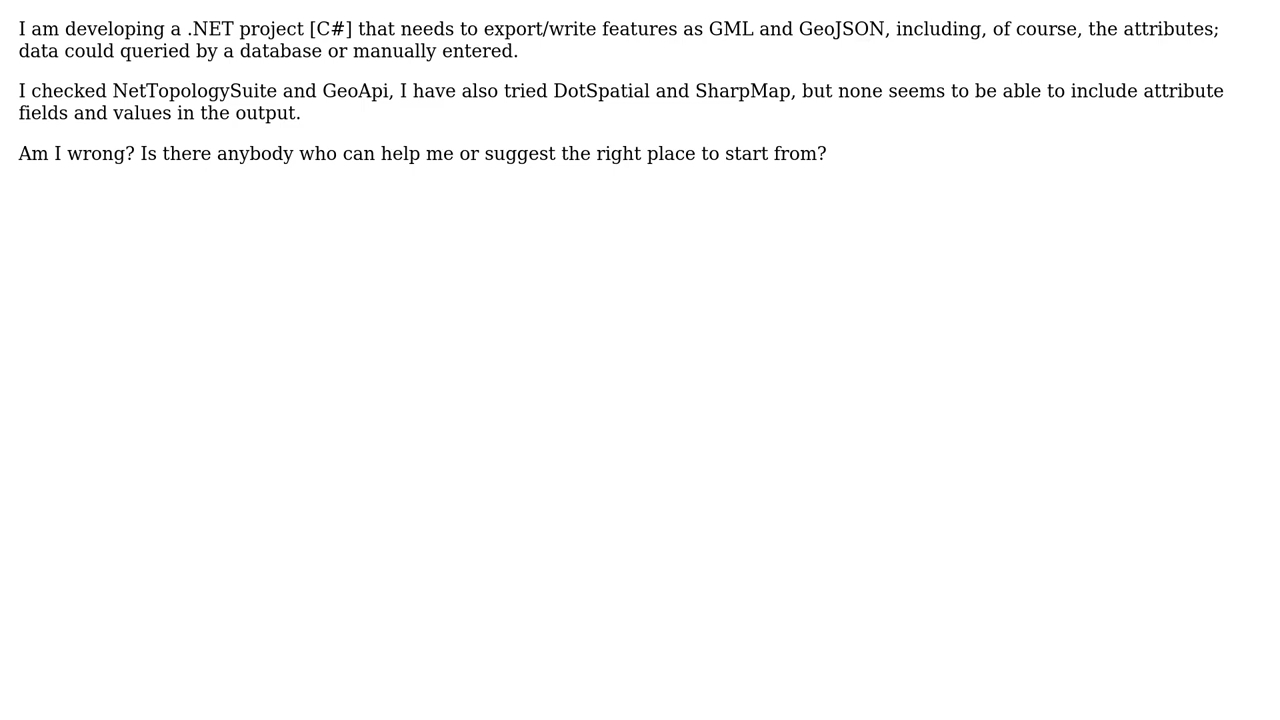 I am developing a .NET project [C#] that needs to export/write features as GML and GeoJSON, including, of course, the attributes;
data could queried by a database or manually entered.
I checked NetTopologySuite and GeoApi, I have also tried DotSpatial and SharpMap, but none seems to be able to include attribute
fields and values in the output.
Am I wrong? Is there anybody who can help me or suggest the right place to start from?